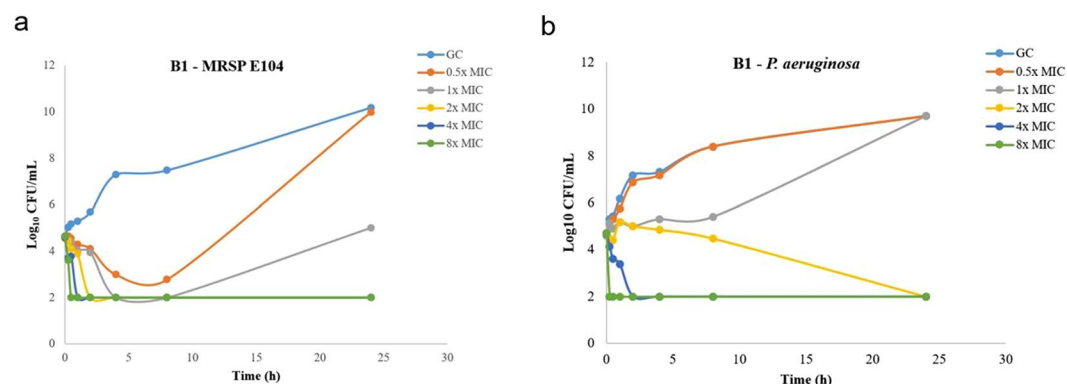 a
B1 - MRSP E104
GC
0.5x MIC
1x MIC
2x MIC
4x MIC
8x MIC
12
10
8
6
4
2
0
Log₁₀ CFU/mL
0 5 10 15 20 25 30
Time (h)
b
B1 - P. aeruginosa
GC
0.5x MIC
1x MIC
2x MIC
4x MIC
8x MIC
12
10
8
6
4
2
0
Log10 CFU/mL
0 5 10 15 20 25 30
Time (h)